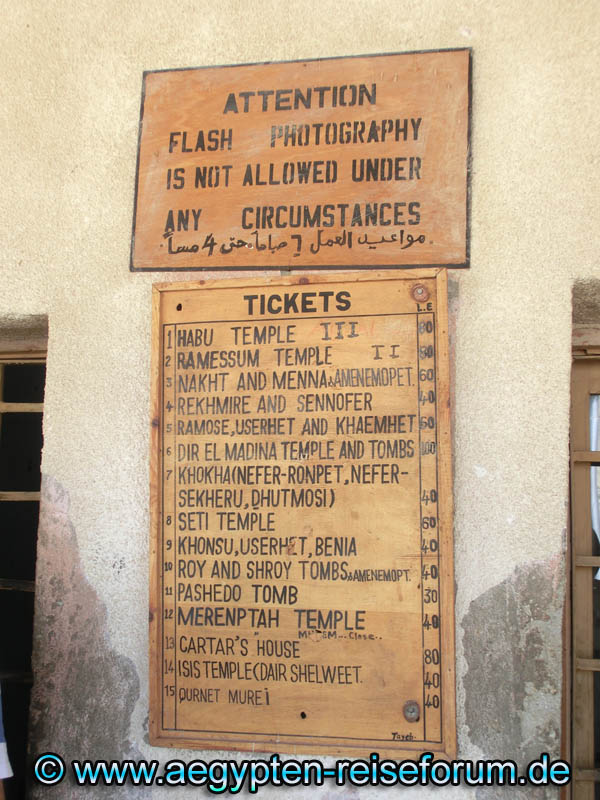 ATTENTION
FLASH PHOTOGRAPHY
IS NOT ALLOWED UNDER
ANY CIRCUMSTANCES
مواعيد العمل ٦ صباحاً حتى 4 مساءً
TICKETS L.E
1 HABU TEMPLE III 80
2 RAMESSUM TEMPLE II 80
3 NAKHT AND MENNA & AMENEMOPET. 60
4 REKHMIRE AND SENNOFER 40
5 RAMOSE, USERHET AND KHAEMHET 60
6 DIR EL MADINA TEMPLE AND TOMBS 100
7 KHOKHA (NEFER-RONPET, NEFER-
SEKHERU, DHUTMOSI) 40
8 SETI TEMPLE 60
9 KHONSU, USERHET, BENIA 40
10 ROY AND SHROY TOMBS & AMENEMOPT. 40
11 PASHEDO TOMB 30
12 MERENPTAH TEMPLE 40
Close..
13 CARTAR'S HOUSE 80
14 ISIS TEMPLE (DAIR SHELWEET. 40
15 QURNET MUREI 40
© www.aegypten-reiseforum.de